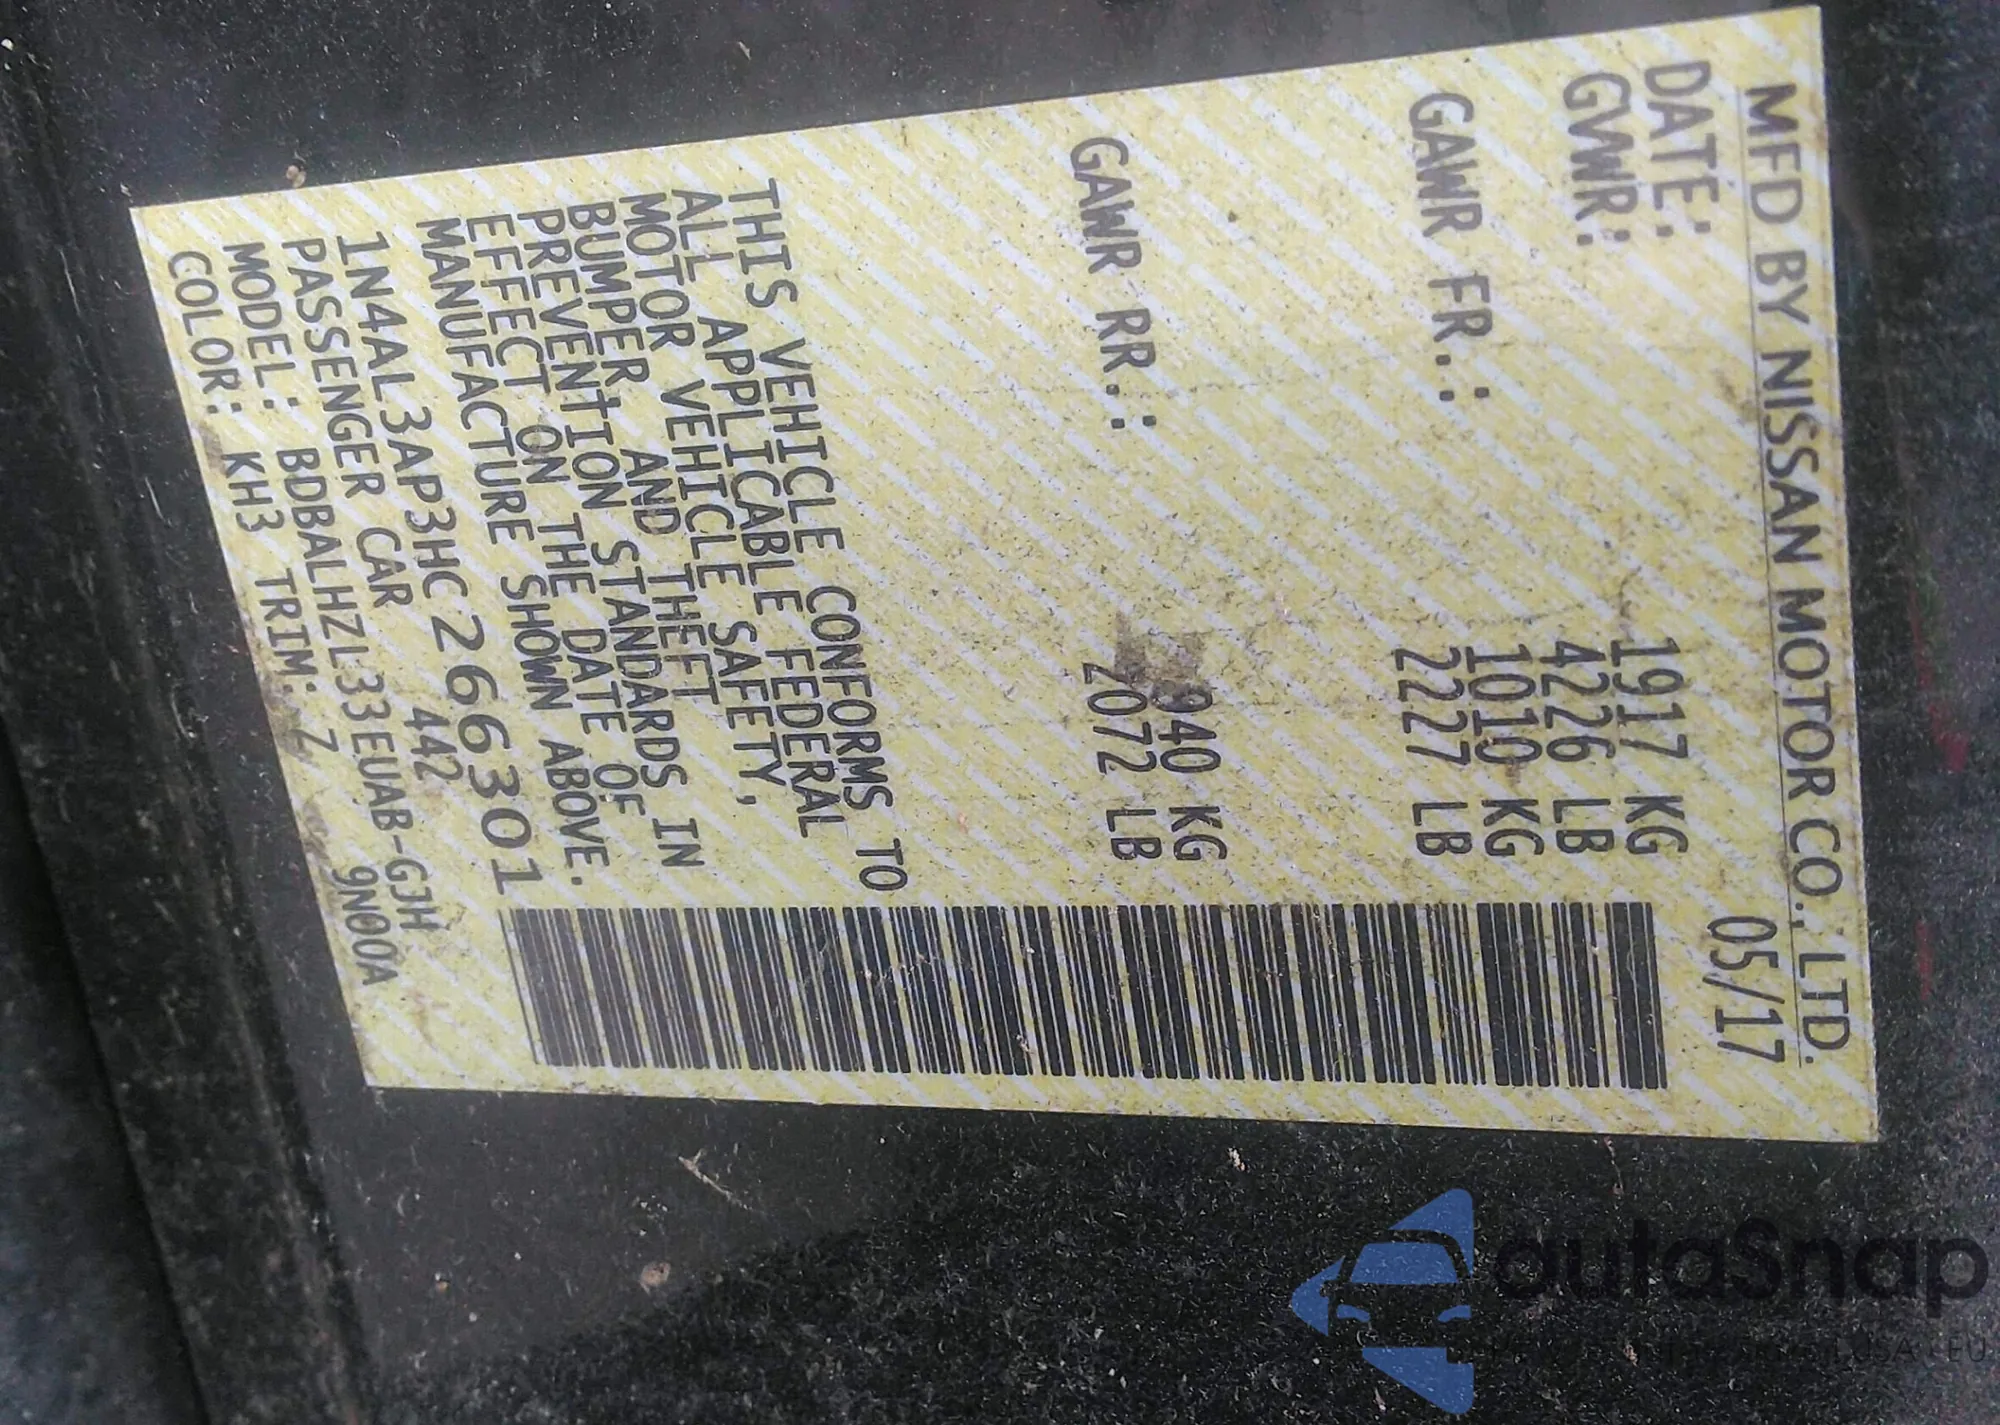 MFD BY NISSAN MOTOR CO., LTD.
DATE: 05/17
GVWR: 1917 KG
4226 LB
GAWR FR.: 1010 KG
2227 LB
GAWR RR.: 940 KG
2072 LB
THIS VEHICLE CONFORMS TO
ALL APPLICABLE FEDERAL
MOTOR VEHICLE SAFETY,
BUMPER, AND THEFT
PREVENTION STANDARDS IN
EFFECT ON THE DATE OF
MANUFACTURE SHOWN ABOVE.
1N4AL3AP3HC266301
PASSENGER CAR 442
MODEL: BDBALHZL33EUAB-GJH
COLOR: KH3 TRIM: Z 9N00A
autaSnap
USA EU